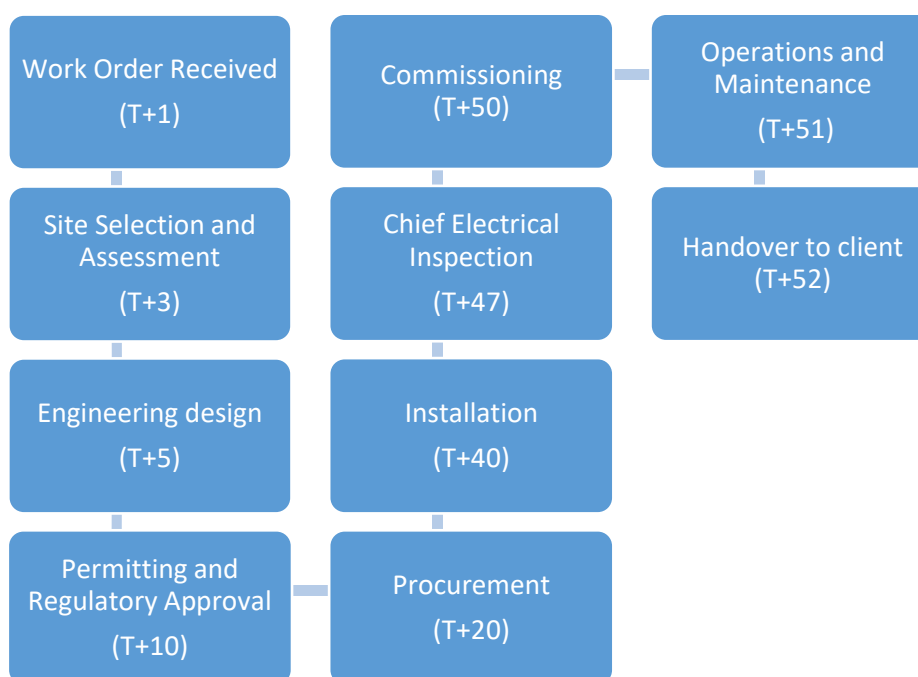 Work Order Received
(T+1)
Site Selection and
Assessment
(T+3)
Engineering design
(T+5)
Permitting and
Regulatory Approval
(T+10)
Procurement
(T+20)
Installation
(T+40)
Chief Electrical
Inspection
(T+47)
Commissioning
(T+50)
Operations and
Maintenance
(T+51)
Handover to client
(T+52)